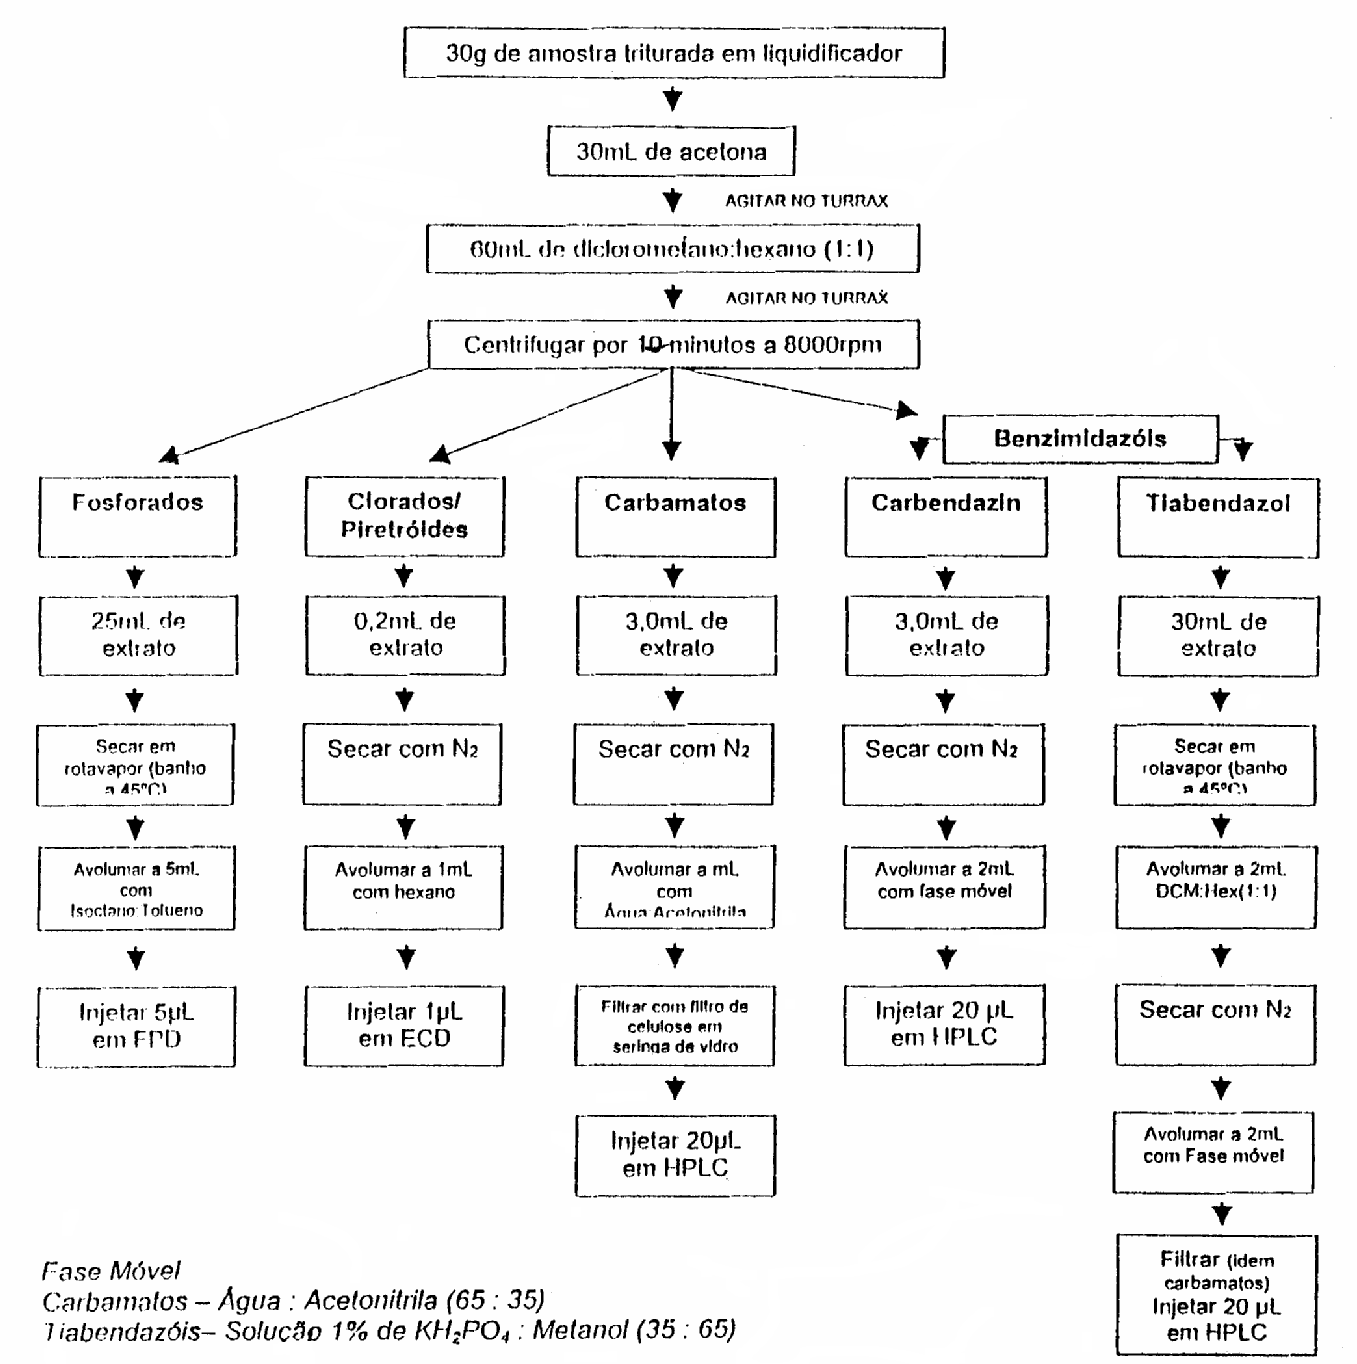 30g de amostra triturada em liquidificador
30mL de acetona
AGITAR NO TURRAX
60mL de diclorometano:hexano (1:1)
AGITAR NO TURRAX
Centrifugar por 10 minutos a 8000rpm
Benzimidazóis
Fosforados
Clorados/
Piretróides
Carbamatos
Carbendazin
Tiabendazol
25mL de
extrato
0,2mL de
extrato
3,0mL de
extrato
3,0mL de
extrato
30mL de
extrato
Secar em
rotavapor (banho
a 45ºC)
Secar com N2
Secar com N2
Secar com N2
Secar em
rotavapor (banho
a 45ºC)
Avolumar a 5mL
com
Isoctano:Tolueno
Avolumar a 1mL
com hexano
Avolumar a mL
com
Água Acetonitrila
Avolumar a 2mL
com fase móvel
Avolumar a 2mL
DCM:Hex(1:1)
Injetar 5µL
em FPD
Injetar 1µL
em ECD
Filtrar com filtro de
celulose em
seringa de vidro
Injetar 20 µL
em HPLC
Secar com N2
Injetar 20µL
em HPLC
Avolumar a 2mL
com Fase móvel
Filtrar (idem
carbamatos)
Injetar 20 µL
em HPLC
Fase Móvel
Carbamatos – Água : Acetonitrila (65 : 35)
Tiabendazóis– Solução 1% de KH₂PO₄ : Metanol (35 : 65)